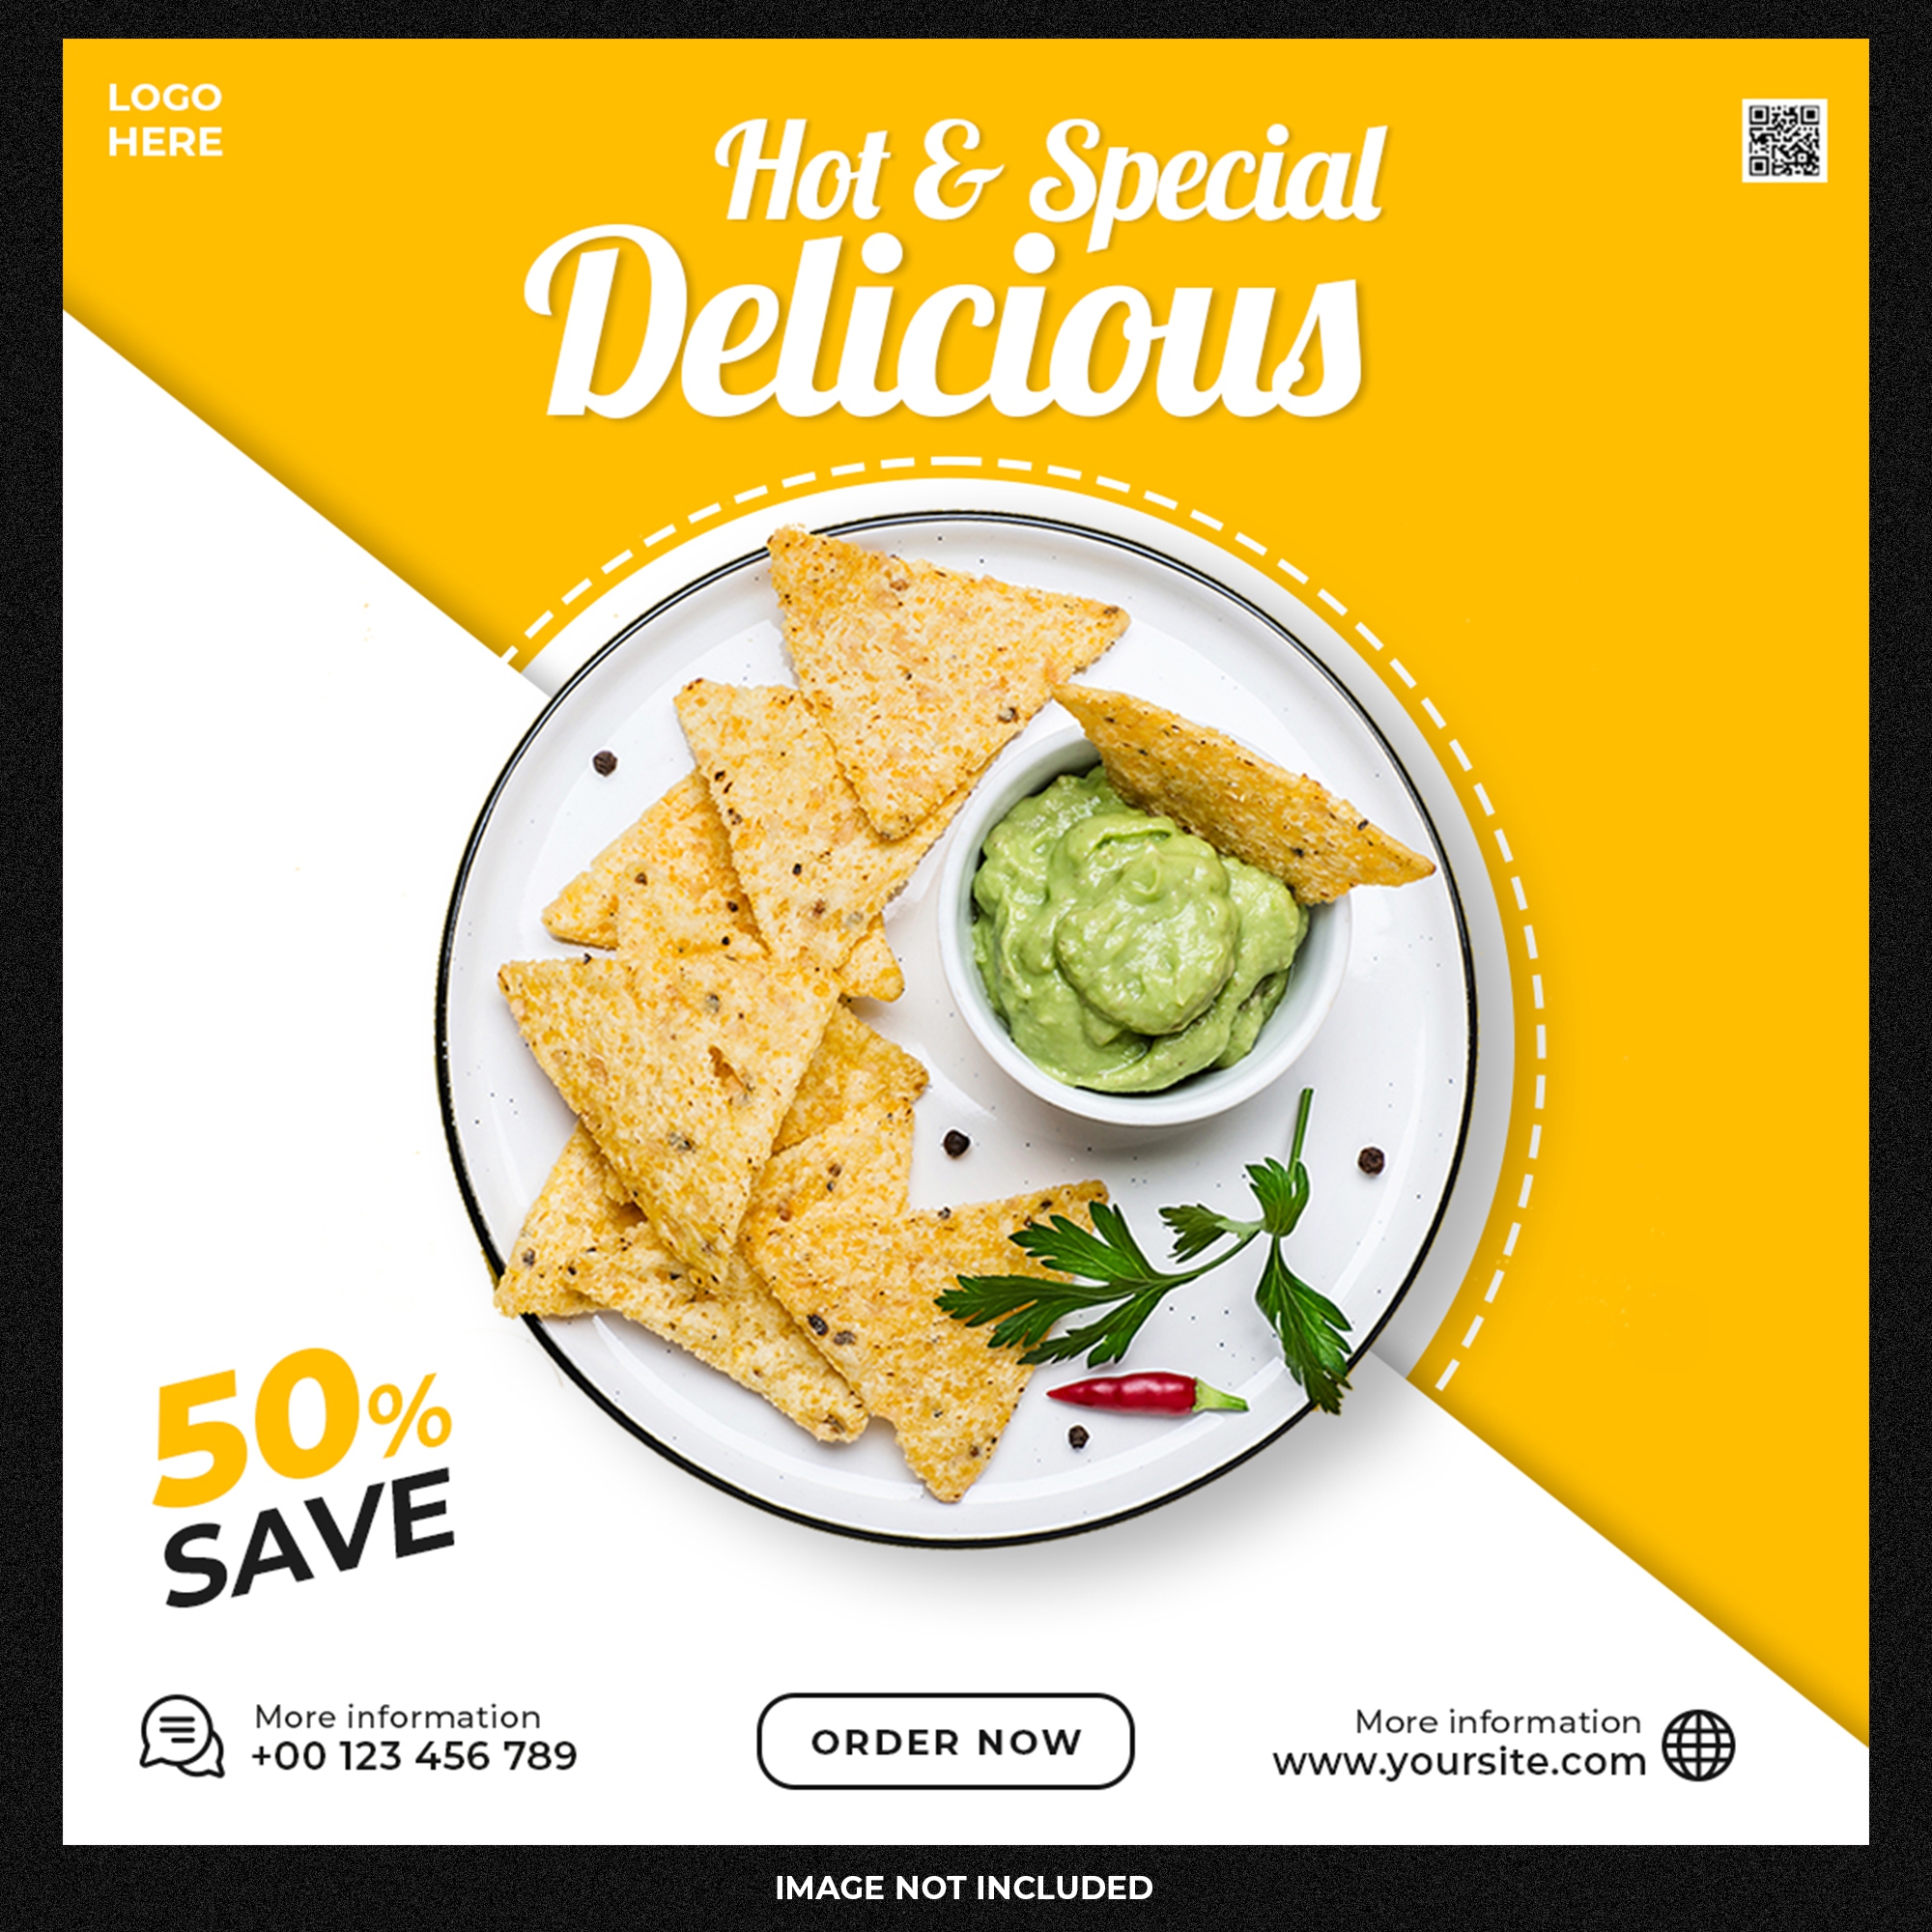 LOGO
HERE
Hot & Special
Delicious
50%
SAVE
More information
+00 123 456 789
ORDER NOW
More information
www.yoursite.com
IMAGE NOT INCLUDED